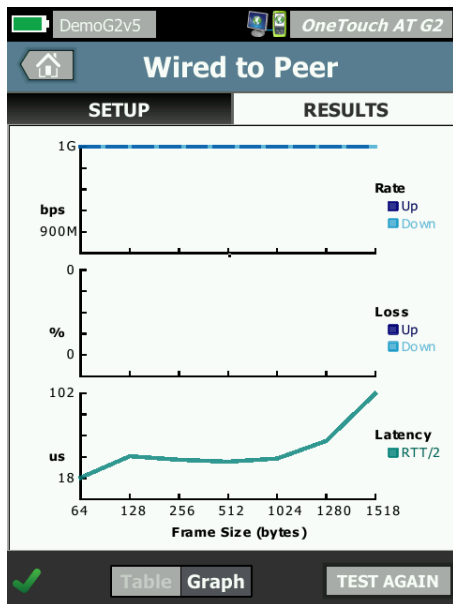 DemoG2v5
OneTouch AT G2
Wired to Peer
SETUP
RESULTS
1G
bps
900M
Rate
Up
Down
0
%
0
Loss
Up
Down
102
us
18
Latency
RTT/2
64 128 256 512 1024 1280 1518
Frame Size (bytes)
Table Graph
TEST AGAIN